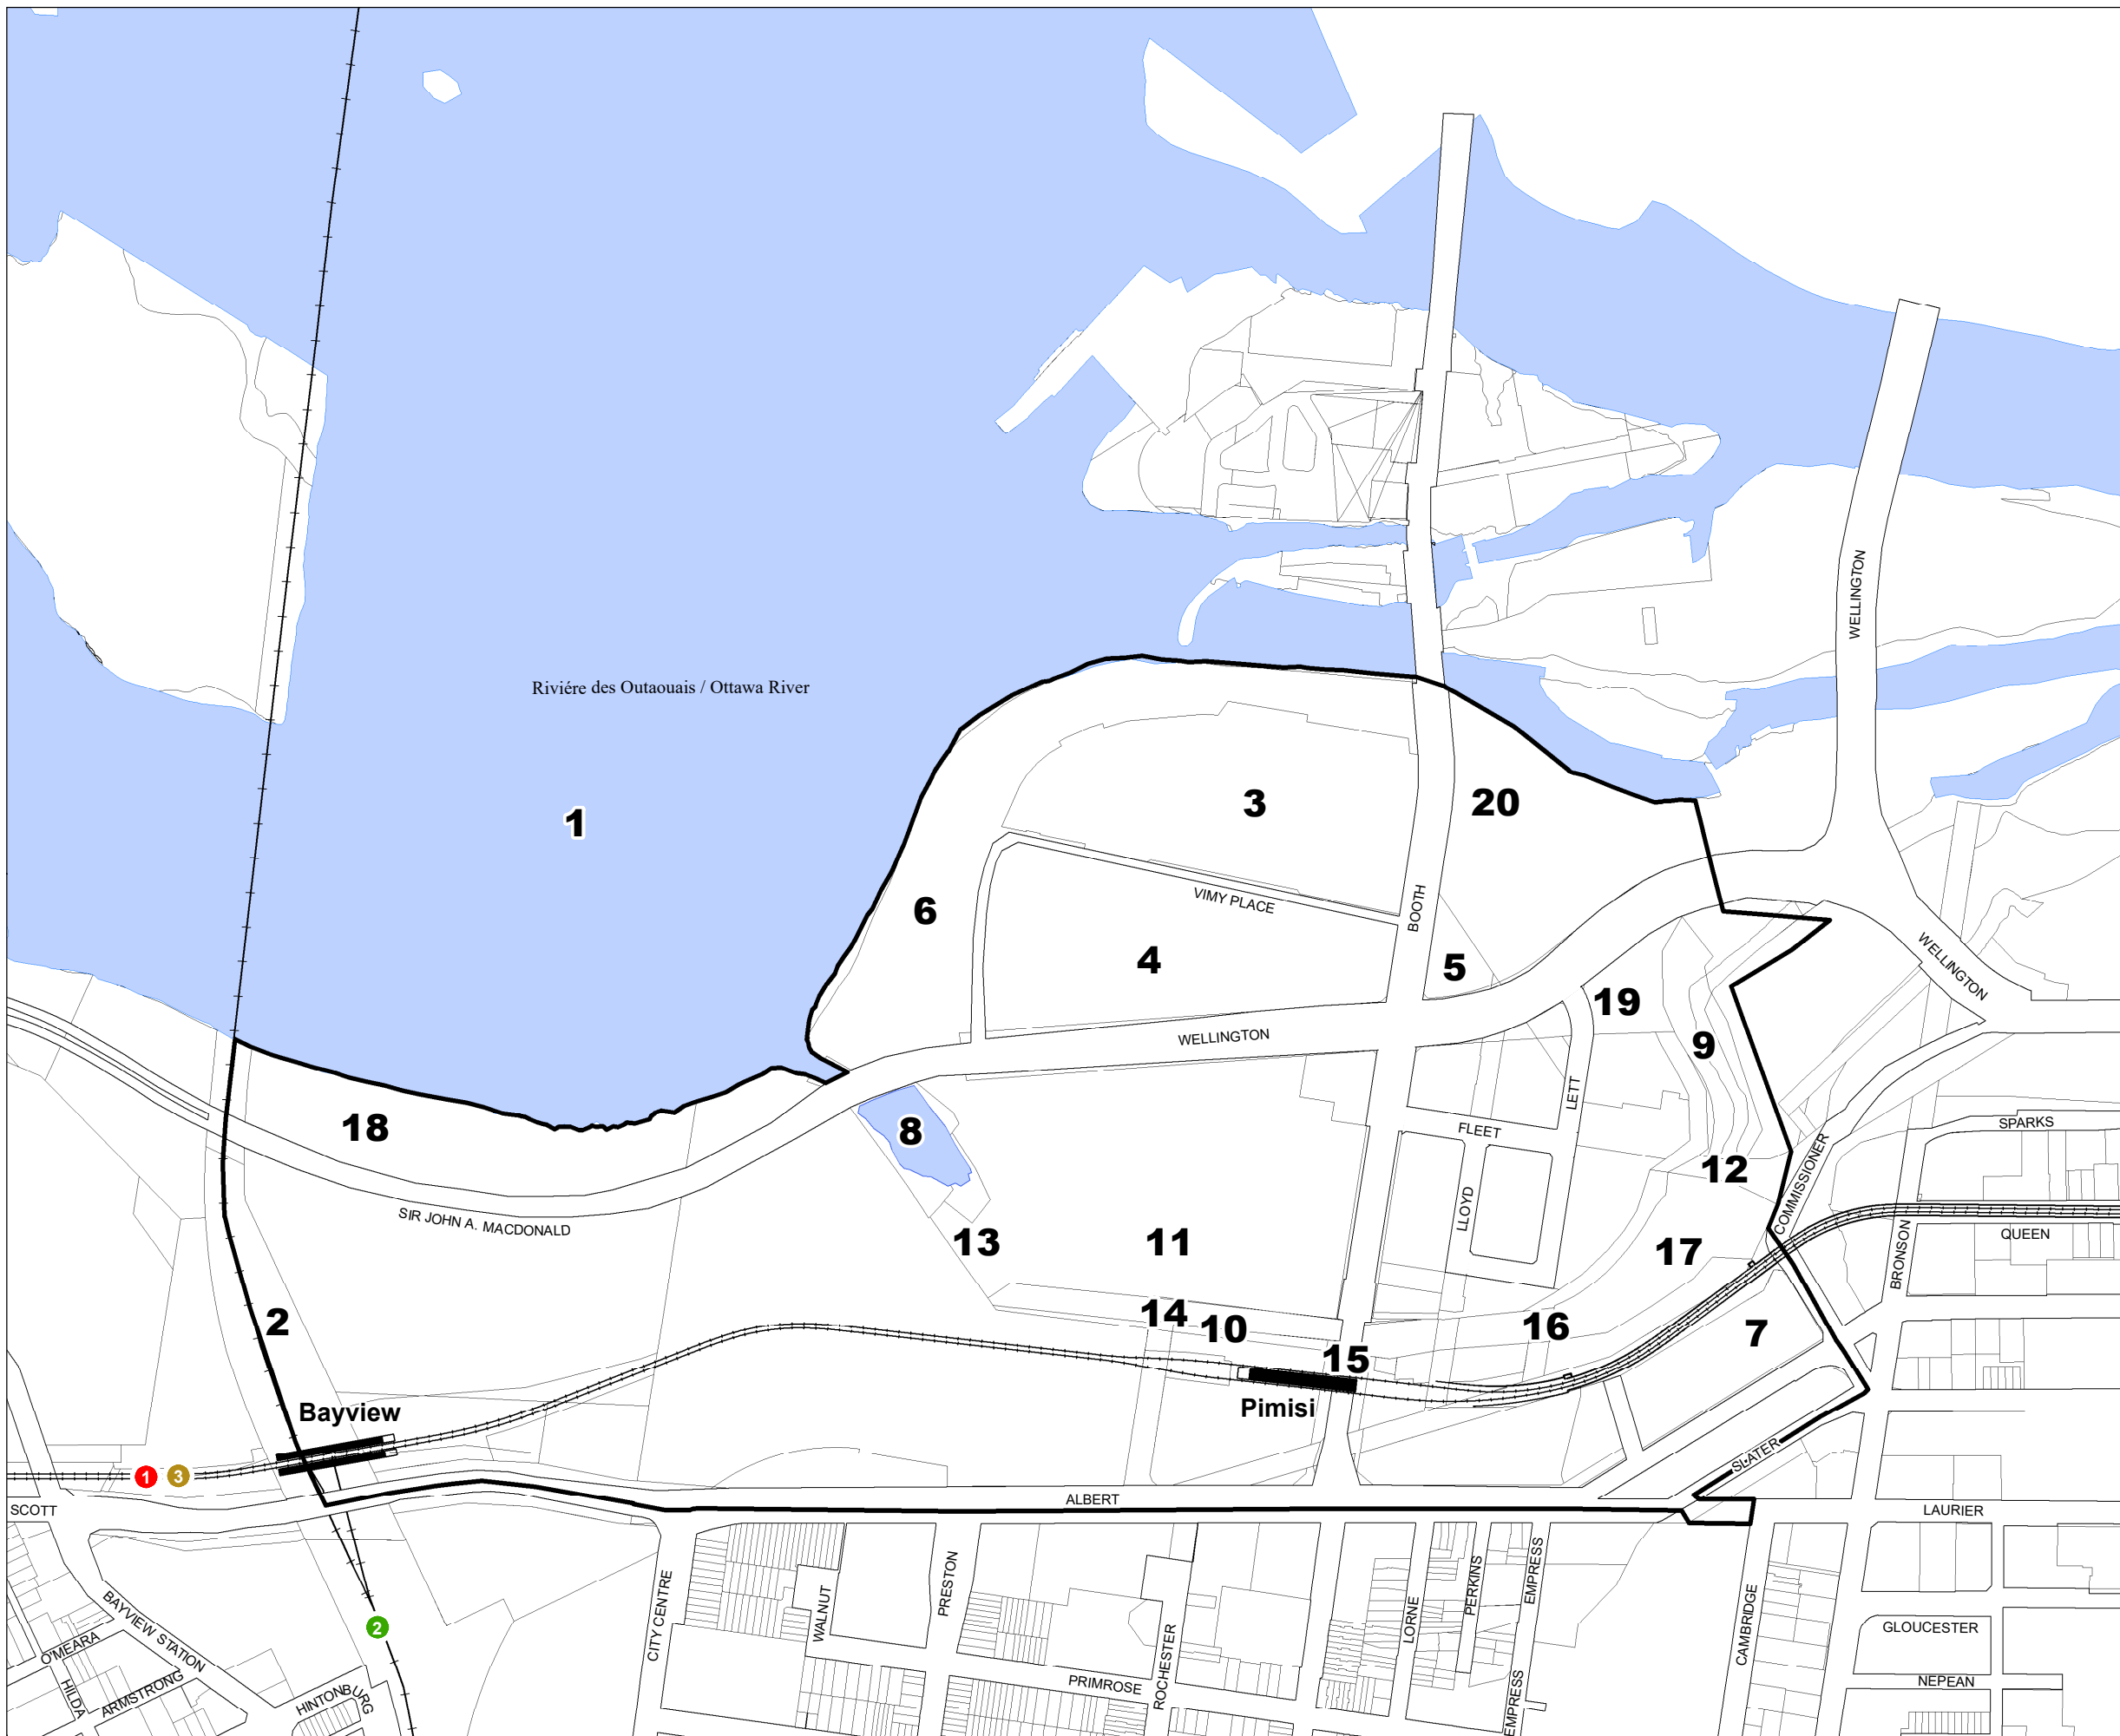 WELLINGTON
Riviére des Outaouais / Ottawa River
1
3
20
VIMY PLACE
BOOTH
6
4
5
WELLINGTON
WELLINGTON
19
9
LETT
18
8
FLEET
SPARKS
12
COMMISSIONER
SIR JOHN A. MACDONALD
13
11
LLOYD
17
QUEEN
BRONSON
2
14
10
16
7
15
Bayview
Pimisi
1
3
SLATER
SCOTT
ALBERT
LAURIER
BAYVIEW STATION
CITY CENTRE
WALNUT
PRESTON
ROCHESTER
LORNE
PERKINS
EMPRESS
CAMBRIDGE
2
GLOUCESTER
O'MEARA
HILDA
ARMSTRONG
HINTONBURG
PRIMROSE
EMPRESS
NEPEAN